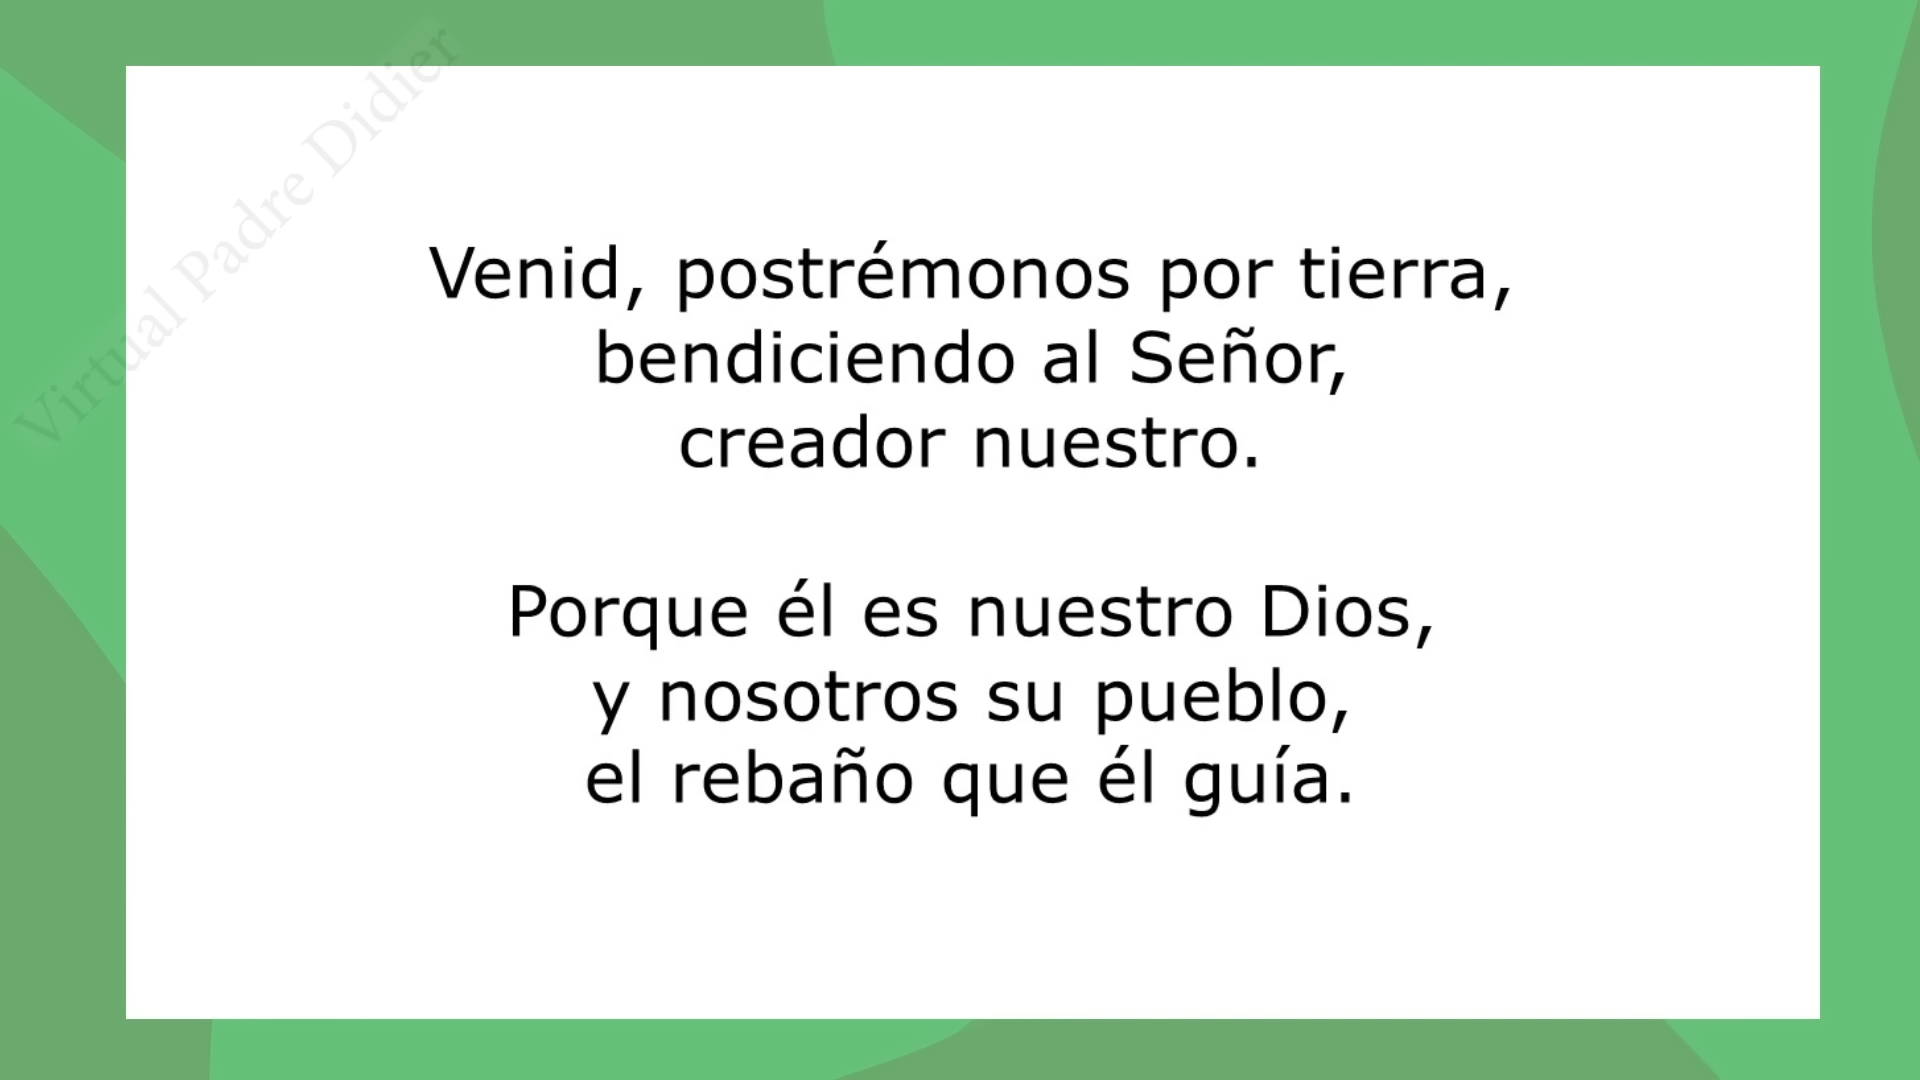 Virtual Padre Didier
Venid, postrémonos por tierra,
bendiciendo al Señor,
creador nuestro.
Porque él es nuestro Dios,
y nosotros su pueblo,
el rebaño que él guía.